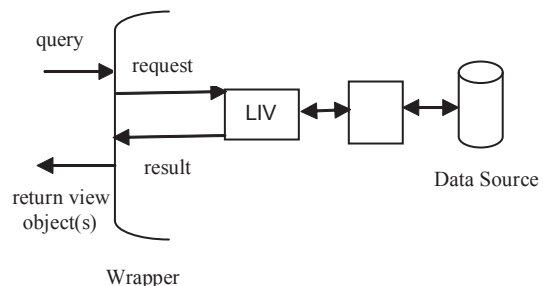 query
request
LIV
result
Data Source
return view
object(s)
Wrapper